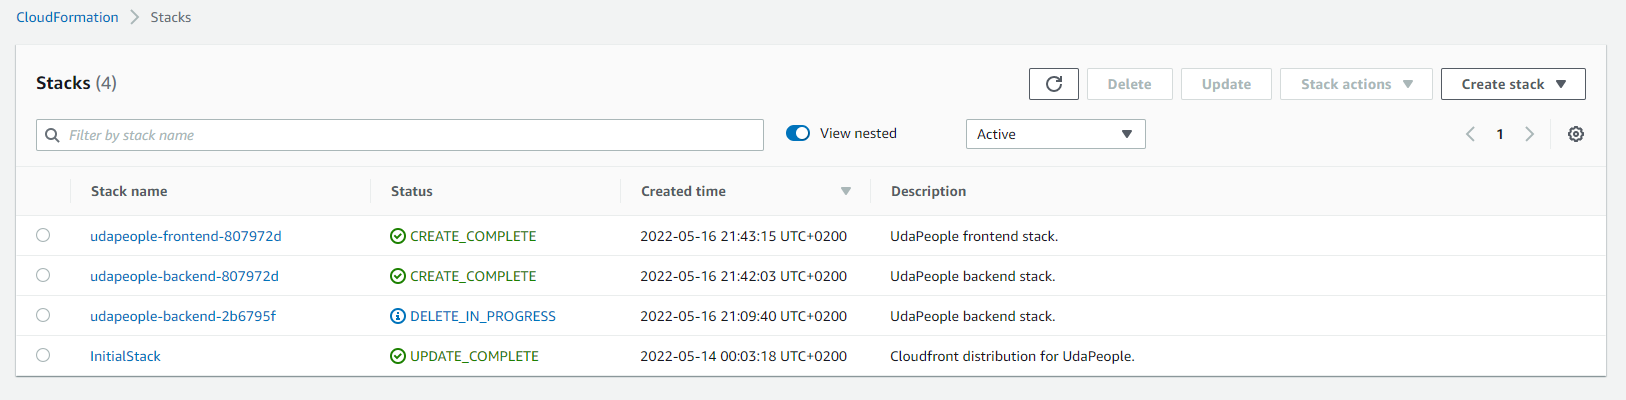 CloudFormation > Stacks
Stacks (4)
Delete
Update
Stack actions
Create stack
Filter by stack name
View nested
Active
1
Stack name Status Created time Description
udapeople-frontend-807972d CREATE_COMPLETE 2022-05-16 21:43:15 UTC+0200 UdaPeople frontend stack.
udapeople-backend-807972d CREATE_COMPLETE 2022-05-16 21:42:03 UTC+0200 UdaPeople backend stack.
udapeople-backend-2b6795f DELETE_IN_PROGRESS 2022-05-16 21:09:40 UTC+0200 UdaPeople backend stack.
InitialStack UPDATE_COMPLETE 2022-05-14 00:03:18 UTC+0200 Cloudfront distribution for UdaPeople.